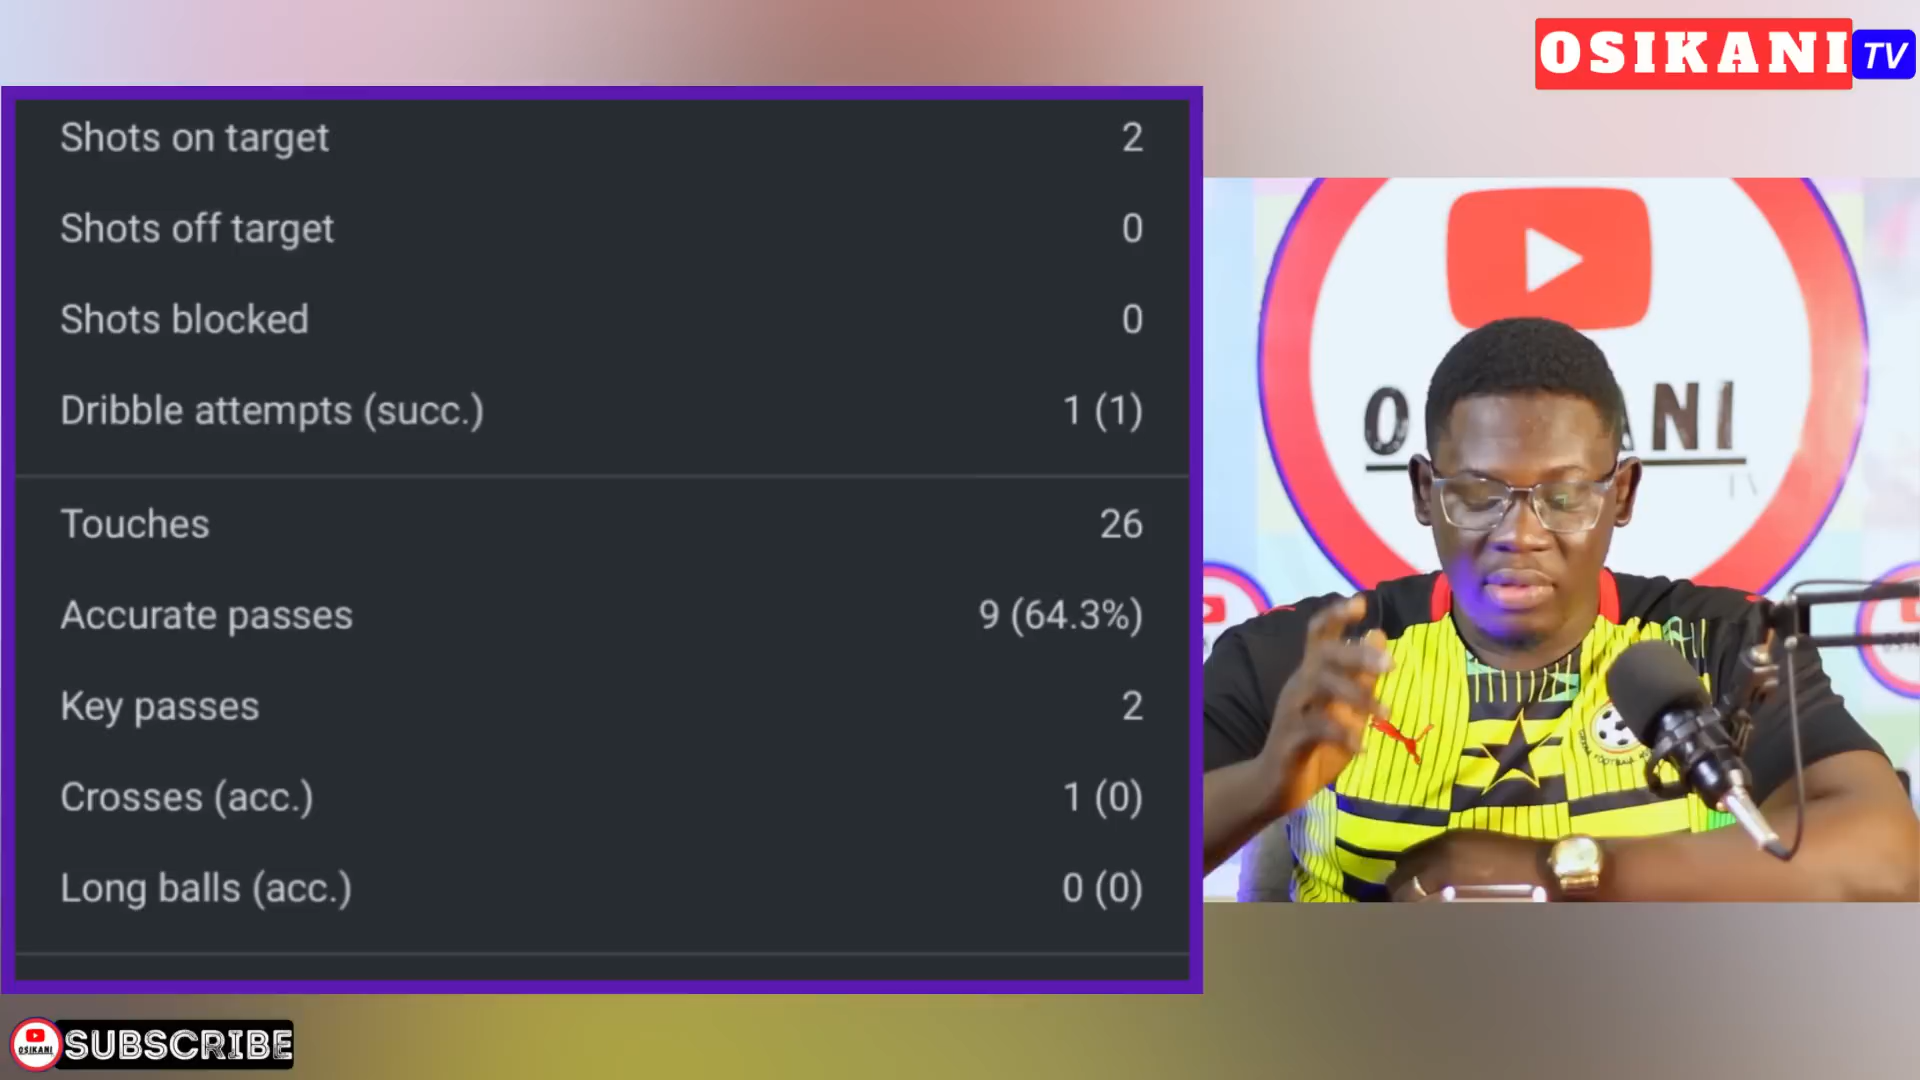 OSIKANI TV
Shots on target 2
Shots off target 0
Shots blocked 0
Dribble attempts (succ.) 1 (1)
Touches 26
Accurate passes 9 (64.3%)
Key passes 2
Crosses (acc.) 1 (0)
Long balls (acc.) 0 (0)
O ANI
OSIKANI
SUBSCRIBE